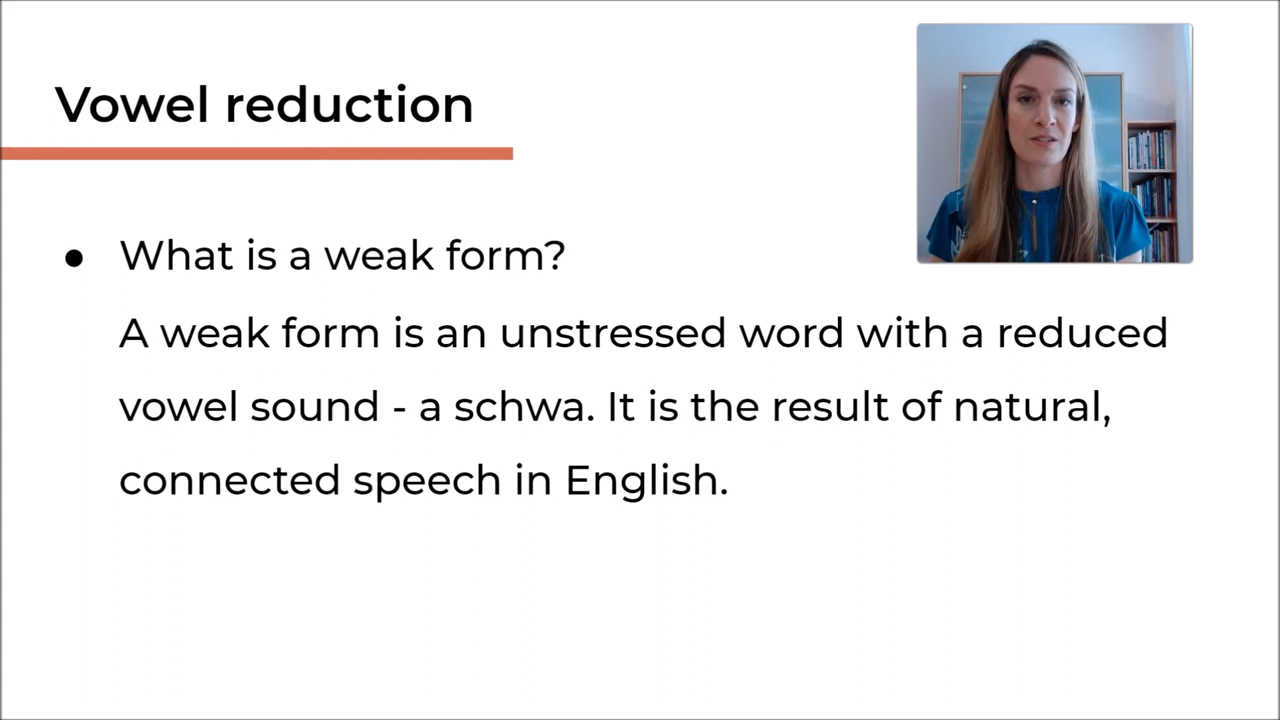 Vowel reduction
● What is a weak form?
A weak form is an unstressed word with a reduced
vowel sound - a schwa. It is the result of natural,
connected speech in English.